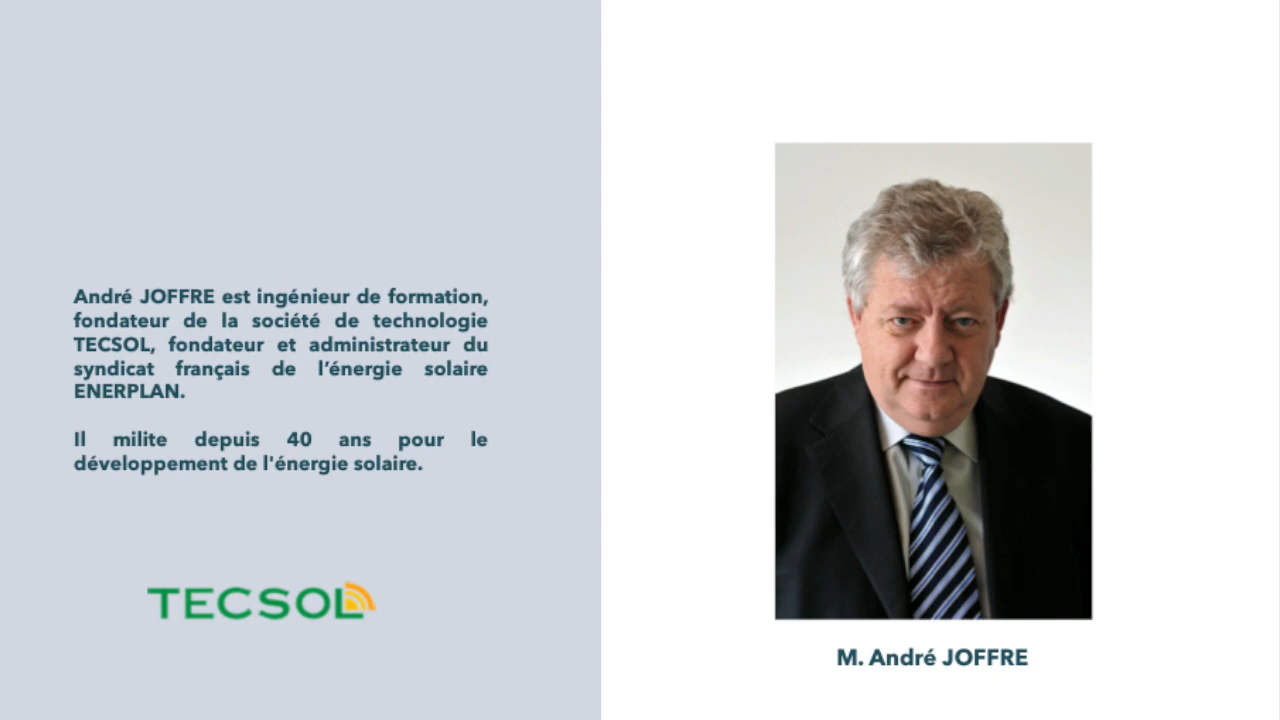 André JOFFRE est ingénieur de formation,
fondateur de la société de technologie
TECSOL, fondateur et administrateur du
syndicat français de l’énergie solaire
ENERPLAN.
Il milite depuis 40 ans pour le
développement de l'énergie solaire.
TECSOL
M. André JOFFRE